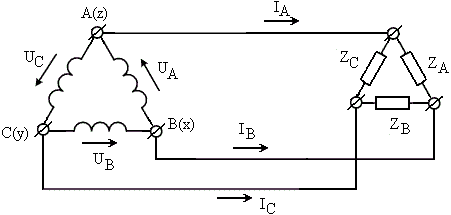 A(z)
I_A
U_C
U_A
Z_C
Z_A
C(y)
B(x)
Z_B
U_B
I_B
I_C